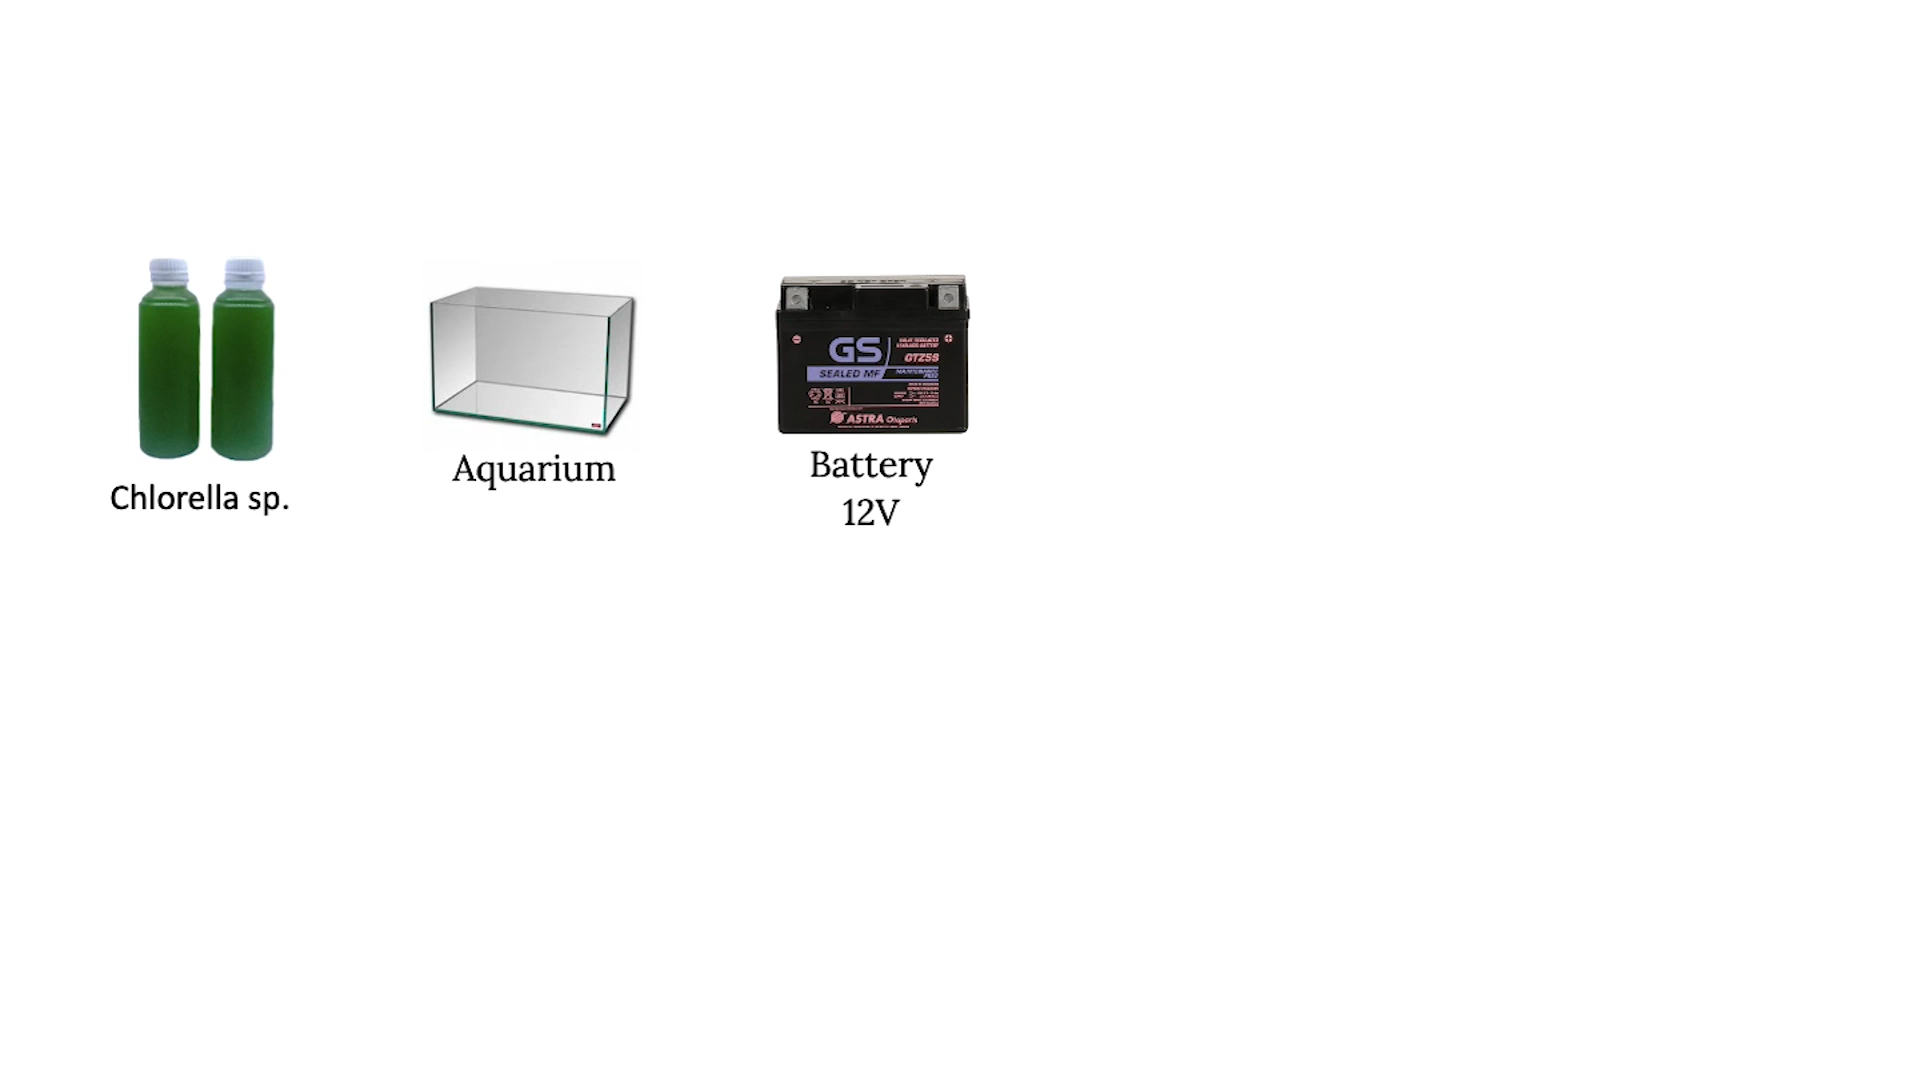 Chlorella sp.
Aquarium
GS
GTZ5S
SEALED MF
ASTRA Otoparts
Battery
12V